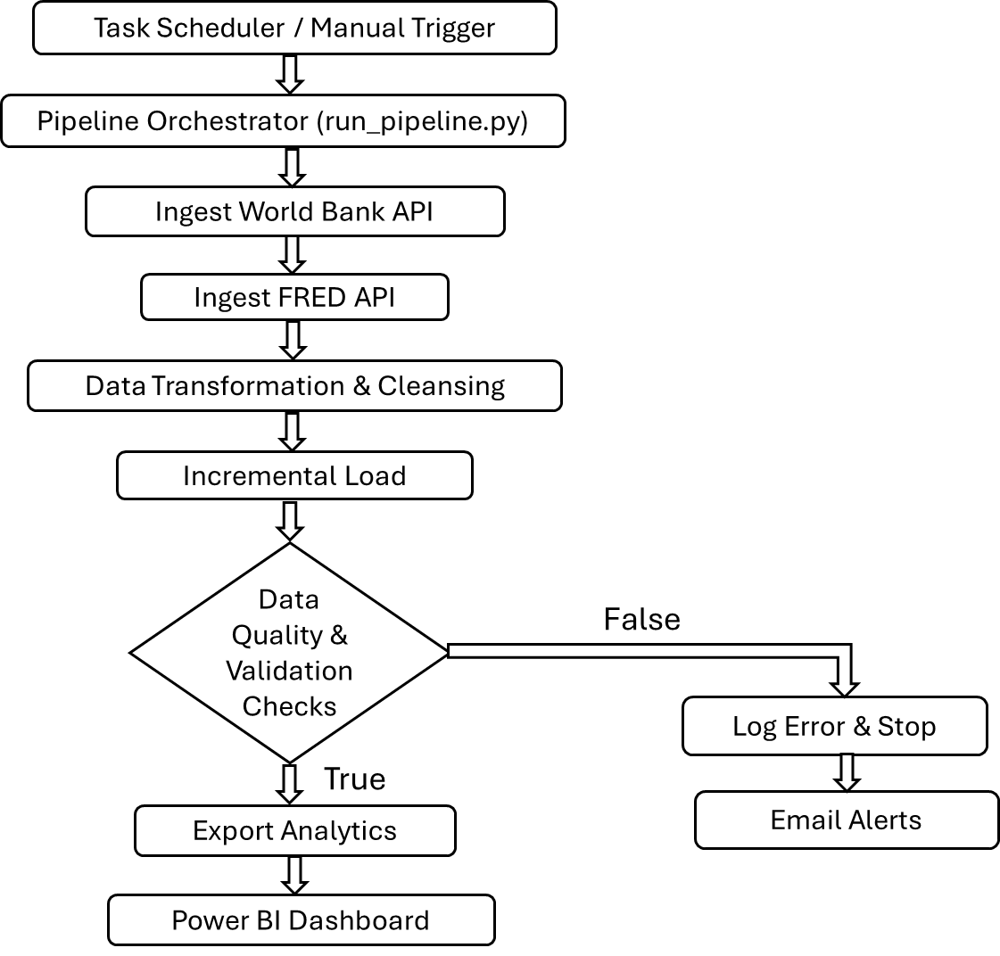 Task Scheduler / Manual Trigger
Pipeline Orchestrator (run_pipeline.py)
Ingest World Bank API
Ingest FRED API
Data Transformation & Cleansing
Incremental Load
Data
Quality &
Validation
Checks
False
Log Error & Stop
Email Alerts
True
Export Analytics
Power BI Dashboard